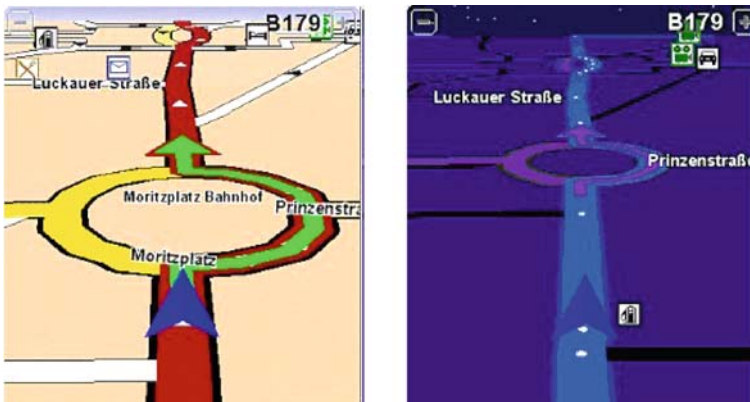 B179
Luckauer Straße
Moritzplatz Bahnhof
Prinzenstra
Moritzplatz
B179
Luckauer Straße
Prinzenstraße